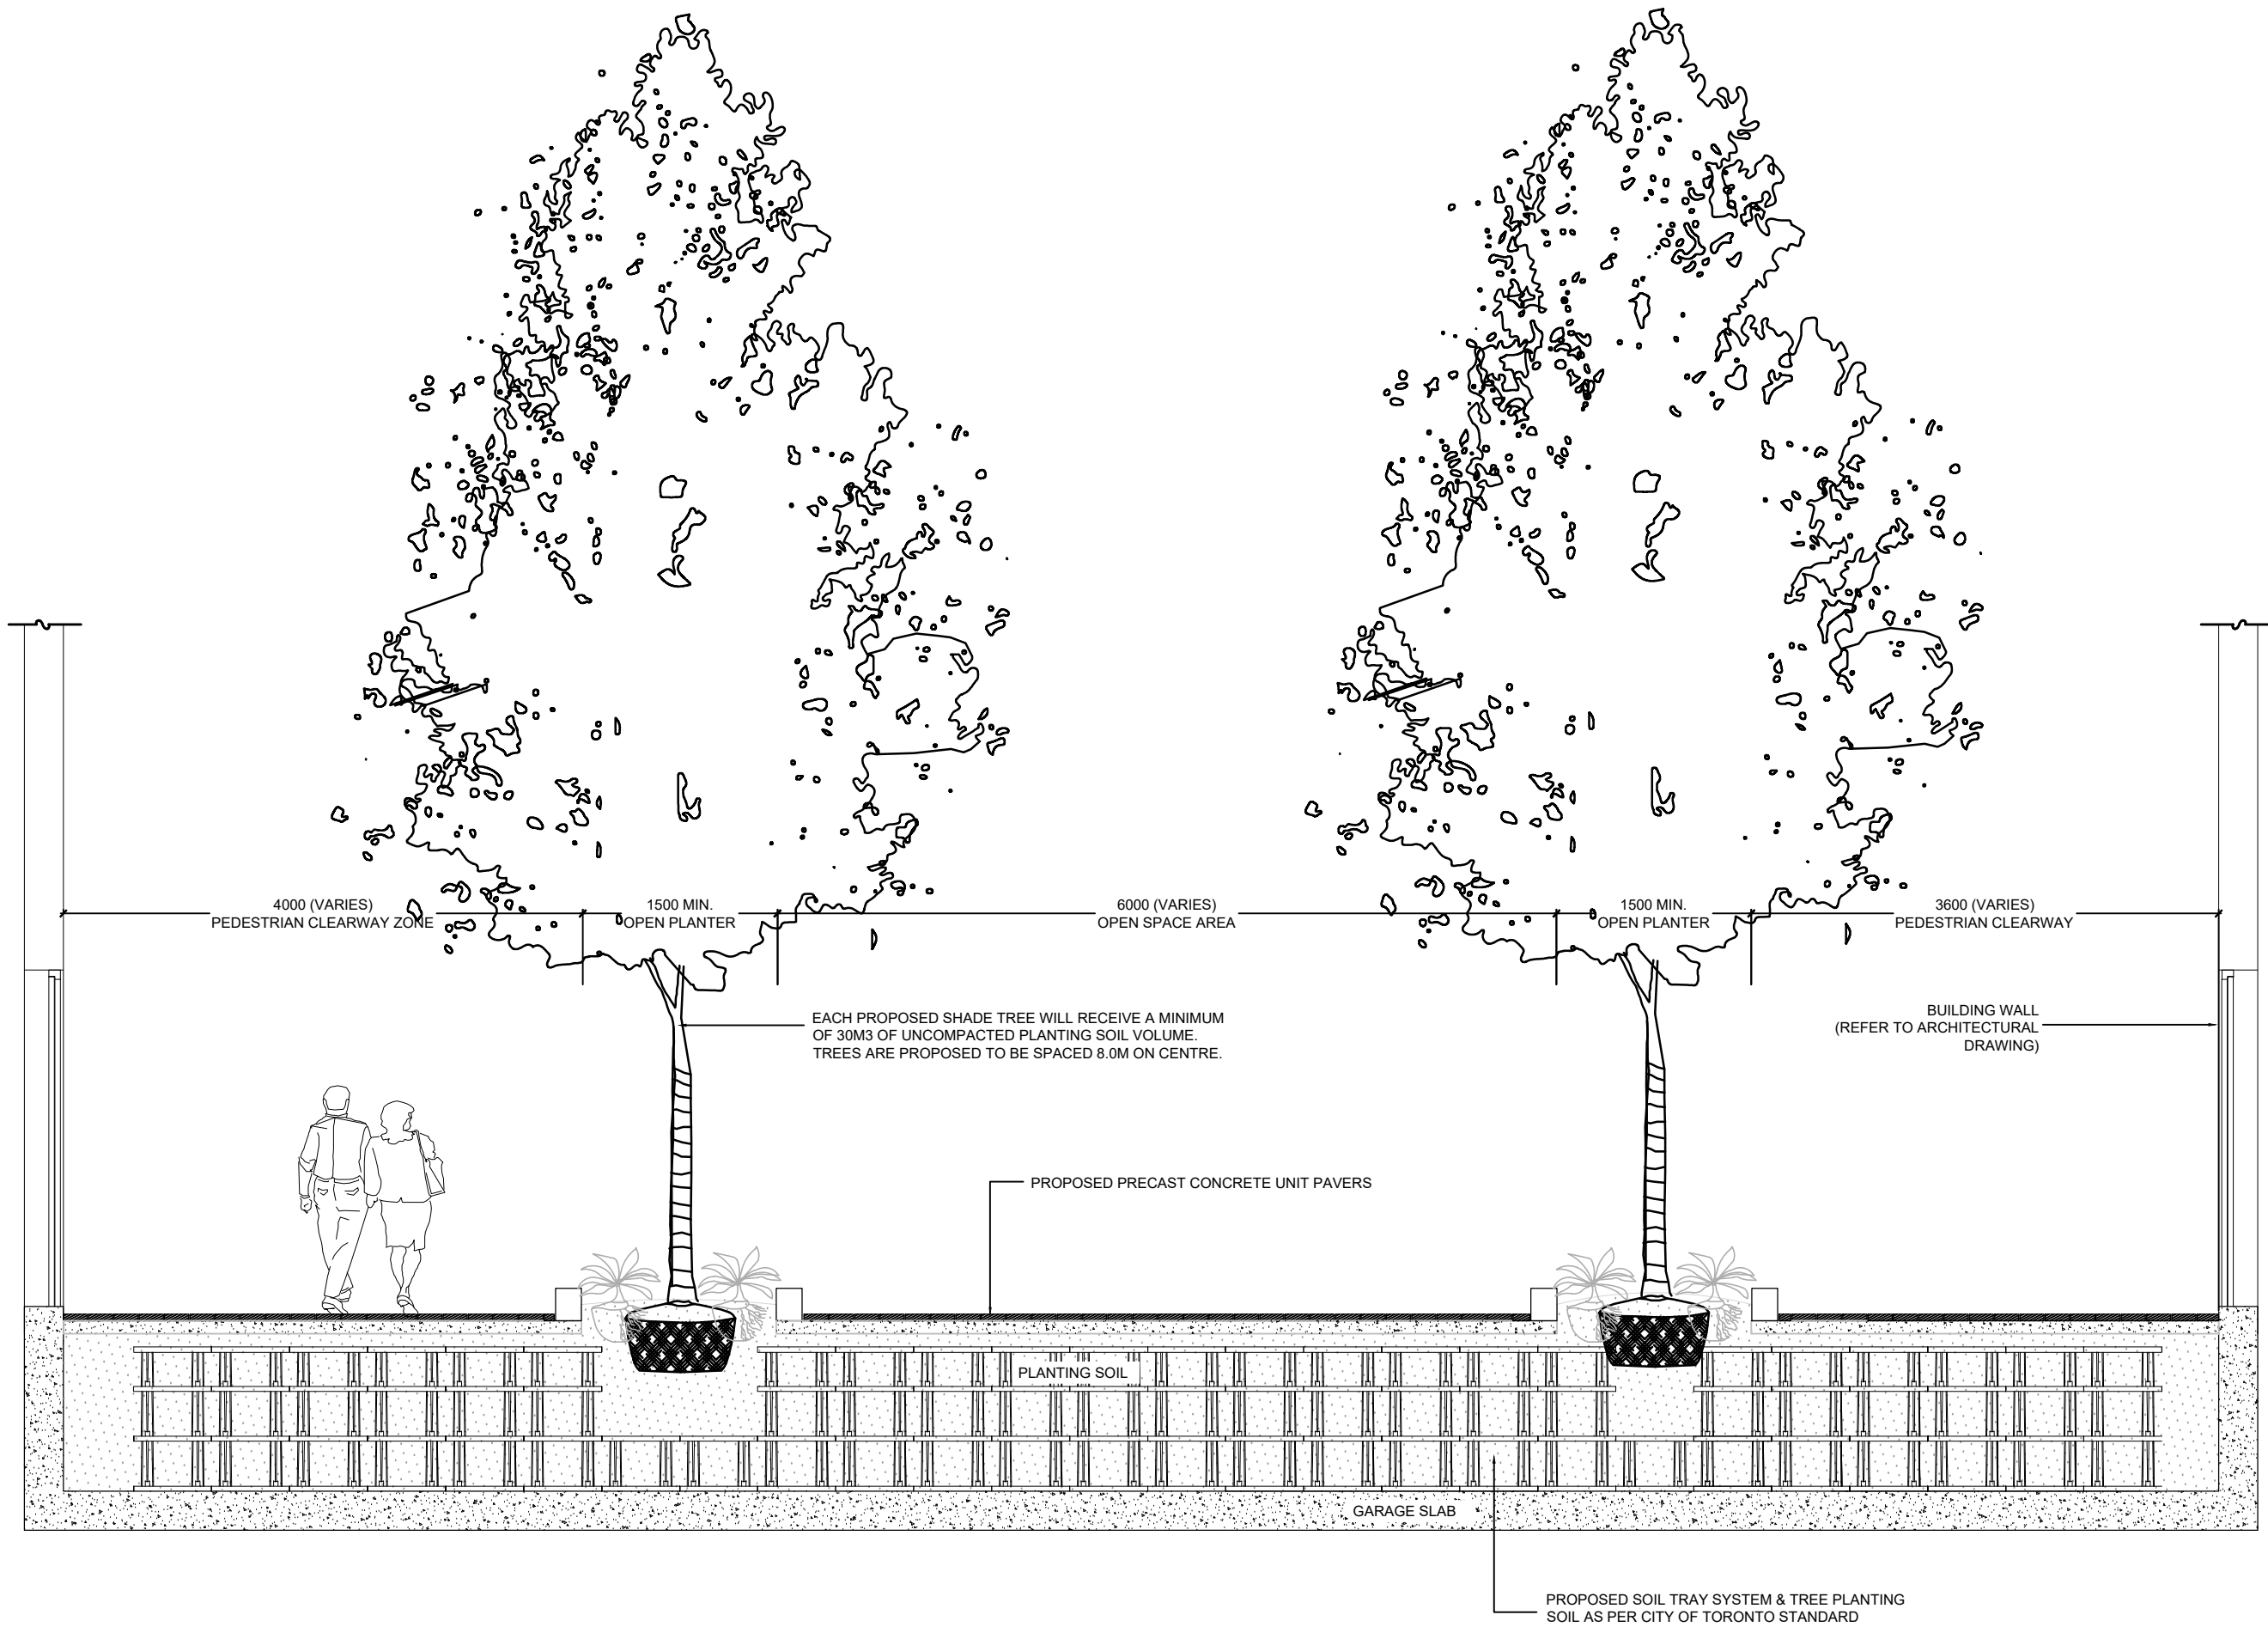 4000 (VARIES)
PEDESTRIAN CLEARWAY ZONE
1500 MIN.
OPEN PLANTER
6000 (VARIES)
OPEN SPACE AREA
1500 MIN.
OPEN PLANTER
3600 (VARIES)
PEDESTRIAN CLEARWAY
EACH PROPOSED SHADE TREE WILL RECEIVE A MINIMUM
OF 30M3 OF UNCOMPACTED PLANTING SOIL VOLUME.
TREES ARE PROPOSED TO BE SPACED 8.0M ON CENTRE.
BUILDING WALL
(REFER TO ARCHITECTURAL
DRAWING)
PROPOSED PRECAST CONCRETE UNIT PAVERS
PLANTING SOIL
GARAGE SLAB
PROPOSED SOIL TRAY SYSTEM & TREE PLANTING
SOIL AS PER CITY OF TORONTO STANDARD